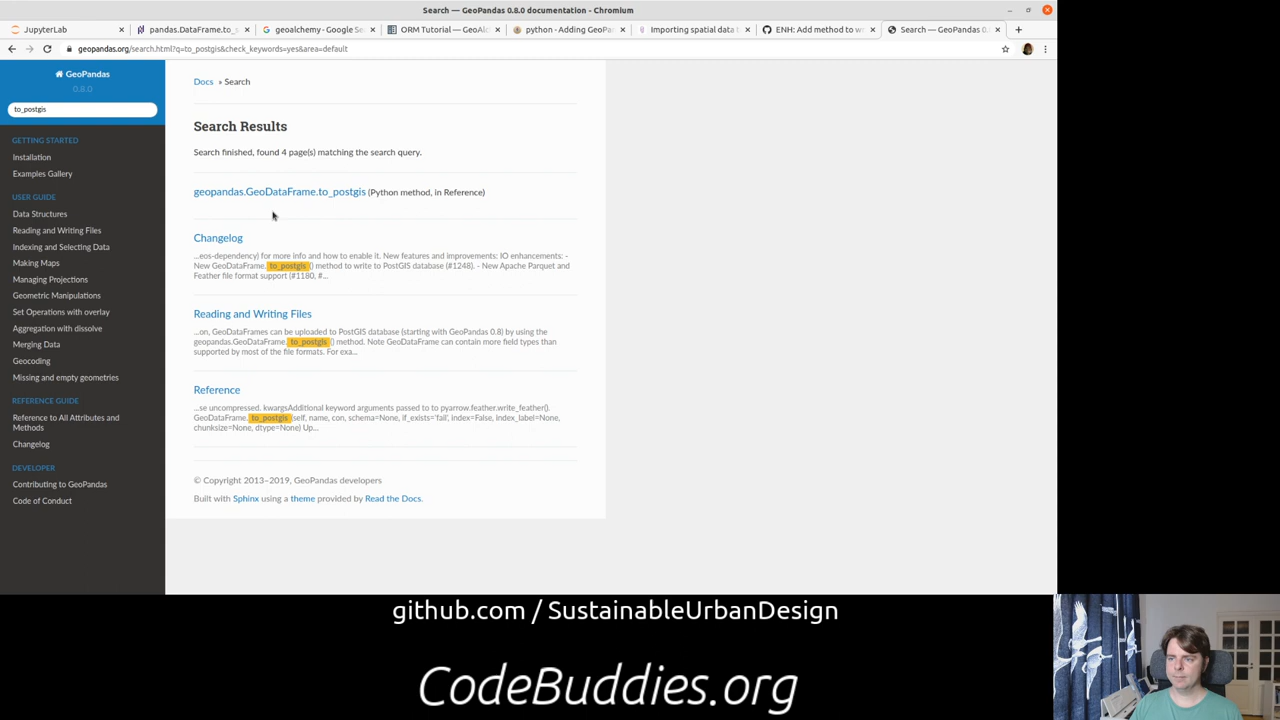 Search — GeoPandas 0.8.0 documentation - Chromium
JupyterLab
pandas.DataFrame.to_s
geoalchemy - Google Se
ORM Tutorial — GeoAlc
python - Adding GeoPan
Importing spatial data f
ENH: Add method to wr
Search — GeoPandas 0.
geopandas.org/search.html?q=to_postgis&check_keywords=yes&area=default
GeoPandas
0.8.0
to_postgis
GETTING STARTED
Installation
Examples Gallery
USER GUIDE
Data Structures
Reading and Writing Files
Indexing and Selecting Data
Making Maps
Managing Projections
Geometric Manipulations
Set Operations with overlay
Aggregation with dissolve
Merging Data
Geocoding
Missing and empty geometries
REFERENCE GUIDE
Reference to All Attributes and
Methods
Changelog
DEVELOPER
Contributing to GeoPandas
Code of Conduct
Docs » Search
Search Results
Search finished, found 4 page(s) matching the search query.
geopandas.GeoDataFrame.to_postgis (Python method, in Reference)
Changelog
...eos-dependency) for more info and how to enable it. New features and improvements: IO enhancements: -
New GeoDataFrame.to_postgis() method to write to PostGIS database (#1248). - New Apache Parquet and
Feather file format support (#1180, #...
Reading and Writing Files
...on, GeoDataFrames can be uploaded to PostGIS database (starting with GeoPandas 0.8) by using the
geopandas.GeoDataFrame.to_postgis() method. Note GeoDataFrame can contain more field types than
supported by most of the file formats. For exa...
Reference
...se uncompressed..kwargsAdditional keyword arguments passed to to pyarrow.feather.write_feather().
GeoDataFrame.to_postgis(self, name, con, schema=None, if_exists='fail', index=False, index_label=None,
chunksize=None, dtype=None) Up...
© Copyright 2013–2019, GeoPandas developers
Built with Sphinx using a theme provided by Read the Docs.
github.com / SustainableUrbanDesign
CodeBuddies.org